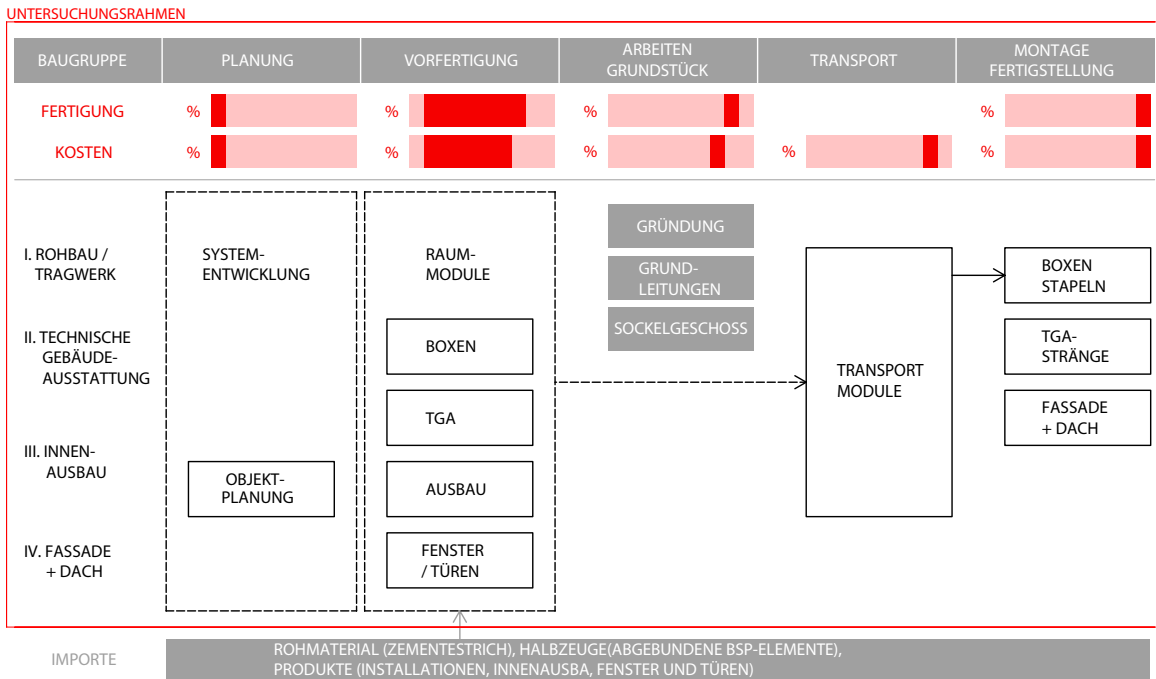 UNTERSUCHUNGSRAHMEN
BAUGRUPPE
PLANUNG
VORFERTIGUNG
ARBEITEN
GRUNDSTÜCK
TRANSPORT
MONTAGE
FERTIGSTELLUNG
FERTIGUNG
%
%
%
%
KOSTEN
%
%
%
%
%
I. ROHBAU /
TRAGWERK
II. TECHNISCHE
GEBÄUDE-
AUSSTATTUNG
III. INNEN-
AUSBAU
IV. FASSADE
+ DACH
SYSTEM-
ENTWICKLUNG
OBJEKT-
PLANUNG
RAUM-
MODULE
BOXEN
TGA
AUSBAU
FENSTER
/ TÜREN
GRÜNDUNG
GRUND-
LEITUNGEN
SOCKELGESCHOSS
TRANSPORT
MODULE
BOXEN
STAPELN
TGA-
STRÄNGE
FASSADE
+ DACH
IMPORTE
ROHMATERIAL (ZEMENTESTRICH), HALBZEUGE(ABGEBUNDENE BSP-ELEMENTE),
PRODUKTE (INSTALLATIONEN, INNENAUSBA, FENSTER UND TÜREN)